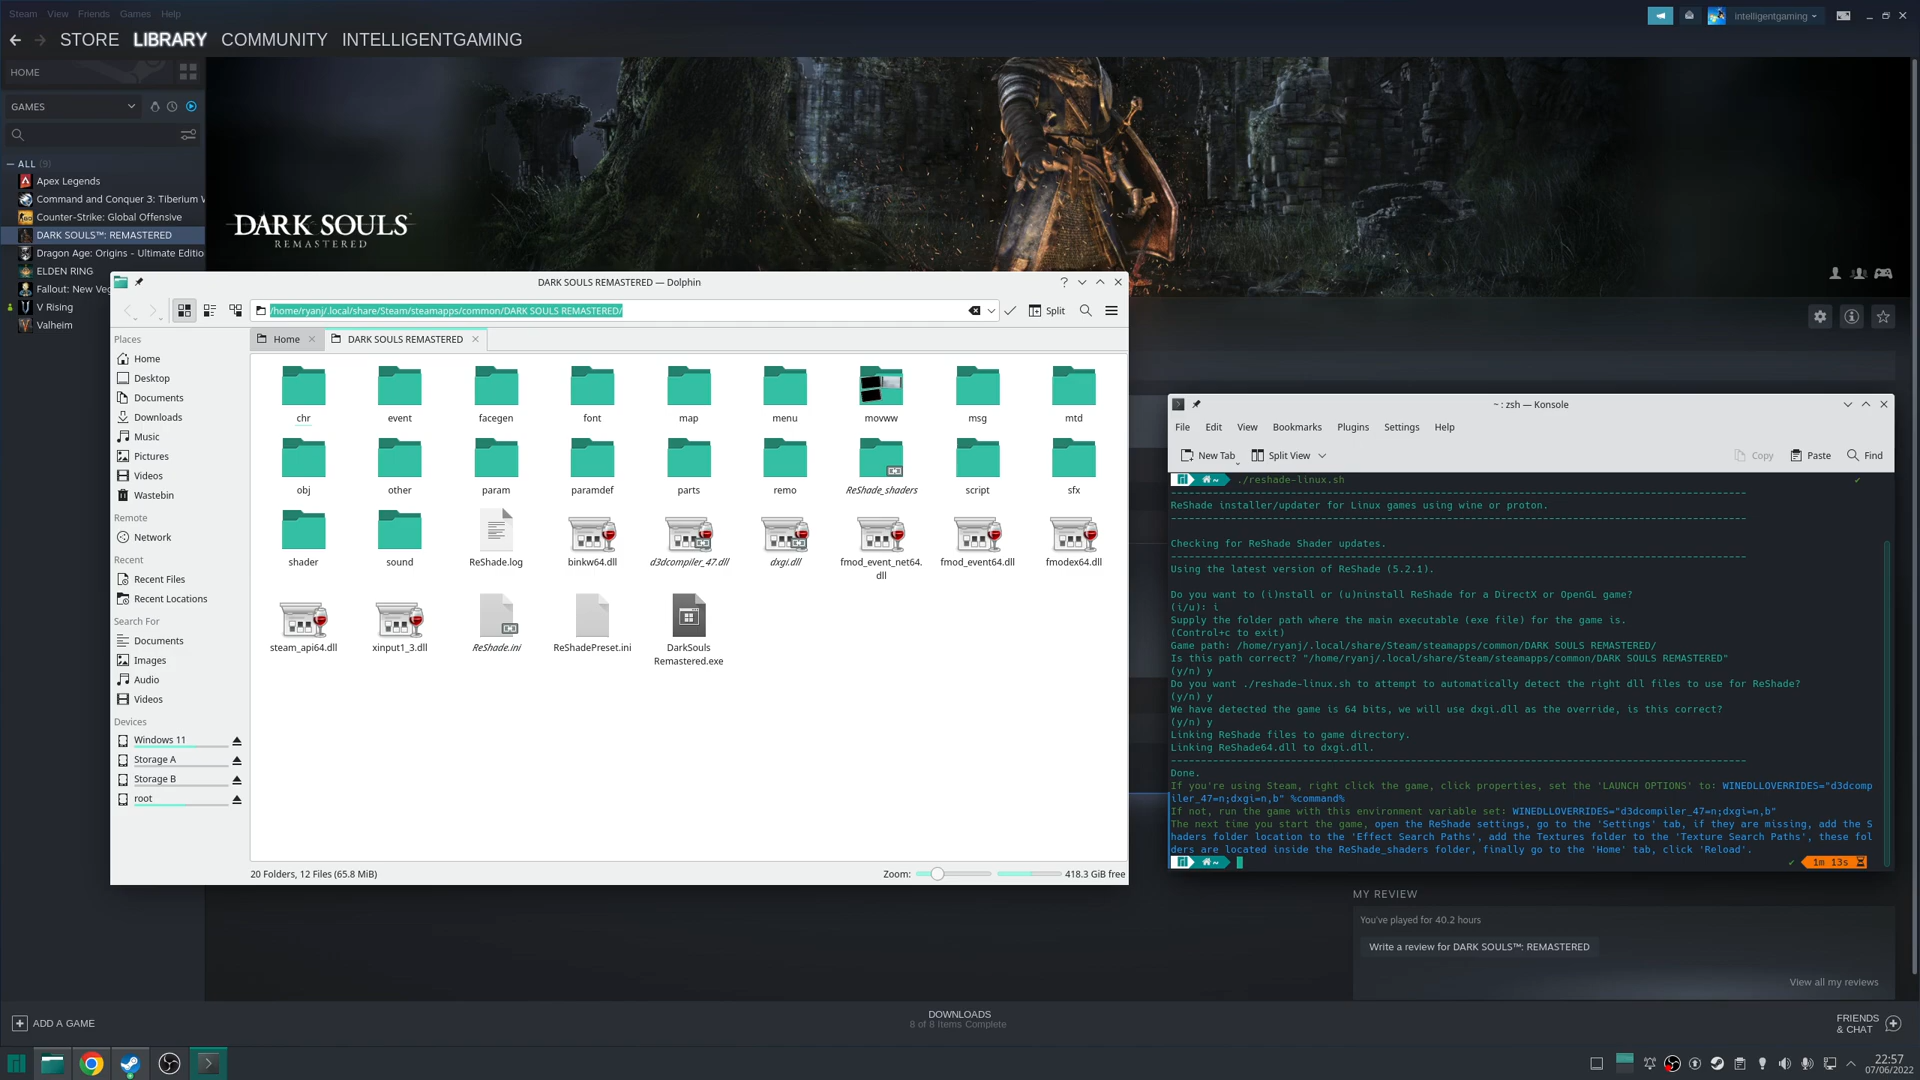 Steam View Friends Games Help
intelligentgaming
STORE LIBRARY COMMUNITY INTELLIGENTGAMING
HOME
GAMES
ALL (9)
Apex Legends
Command and Conquer 3: Tiberium W
Counter-Strike: Global Offensive
DARK SOULS™: REMASTERED
Dragon Age: Origins - Ultimate Editio
ELDEN RING
Fallout: New Veg
V Rising
Valheim
DARK SOULS
REMASTERED
DARK SOULS REMASTERED — Dolphin
/home/ryanj/.local/share/Steam/steamapps/common/DARK SOULS REMASTERED/
Split
Places
Home
Desktop
Documents
Downloads
Music
Pictures
Videos
Wastebin
Remote
Network
Recent
Recent Files
Recent Locations
Search For
Documents
Images
Audio
Videos
Devices
Windows 11
Storage A
Storage B
root
Home
DARK SOULS REMASTERED
chr event facegen font map menu movww msg mtd
obj other param paramdef parts remo ReShade_shaders script sfx
shader sound ReShade.log binkw64.dll d3dcompiler_47.dll dxgi.dll fmod_event_net64.dll fmod_event64.dll fmodex64.dll
steam_api64.dll xinput1_3.dll ReShade.ini ReShadePreset.ini DarkSouls
Remastered.exe
20 Folders, 12 Files (65.8 MiB)
Zoom:
418.3 GiB free
~ : zsh — Konsole
File Edit View Bookmarks Plugins Settings Help
New Tab Split View Copy Paste Find
~ ./reshade-linux.sh
ReShade installer/updater for Linux games using wine or proton.
Checking for ReShade Shader updates.
Using the latest version of ReShade (5.2.1).
Do you want to (i)nstall or (u)ninstall ReShade for a DirectX or OpenGL game?
(i/u): i
Supply the folder path where the main executable (exe file) for the game is.
(Control+c to exit)
Game path: /home/ryanj/.local/share/Steam/steamapps/common/DARK SOULS REMASTERED/
Is this path correct? "/home/ryanj/.local/share/Steam/steamapps/common/DARK SOULS REMASTERED"
(y/n) y
Do you want ./reshade-linux.sh to attempt to automatically detect the right dll files to use for ReShade?
(y/n) y
We have detected the game is 64 bits, we will use dxgi.dll as the override, is this correct?
(y/n) y
Linking ReShade files to game directory.
Linking ReShade64.dll to dxgi.dll.
Done.
If you're using Steam, right click the game, click properties, set the 'LAUNCH OPTIONS' to: WINEDLLOVERRIDES="d3dcomp
iler_47=n;dxgi=n,b" %command%
If not, run the game with this environment variable set: WINEDLLOVERRIDES="d3dcompiler_47=n;dxgi=n,b"
The next time you start the game, open the ReShade settings, go to the 'Settings' tab, if they are missing, add the S
haders folder location to the 'Effect Search Paths', add the Textures folder to the 'Texture Search Paths', these fol
ders are located inside the ReShade_shaders folder, finally go to the 'Home' tab, click 'Reload'.
~ 1m 13s
MY REVIEW
You've played for 40.2 hours
Write a review for DARK SOULS™: REMASTERED
View all my reviews
ADD A GAME
DOWNLOADS
8 of 8 Items Complete
FRIENDS
& CHAT
22:57
07/06/2022